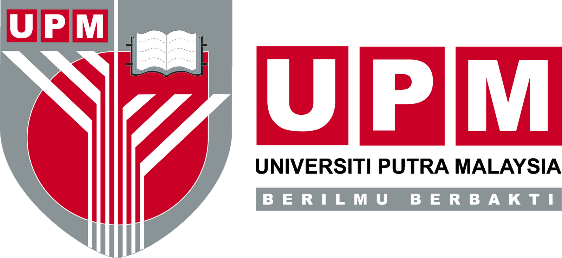 UPM
UPM
UNIVERSITI PUTRA MALAYSIA
BERILMU BERBAKTI